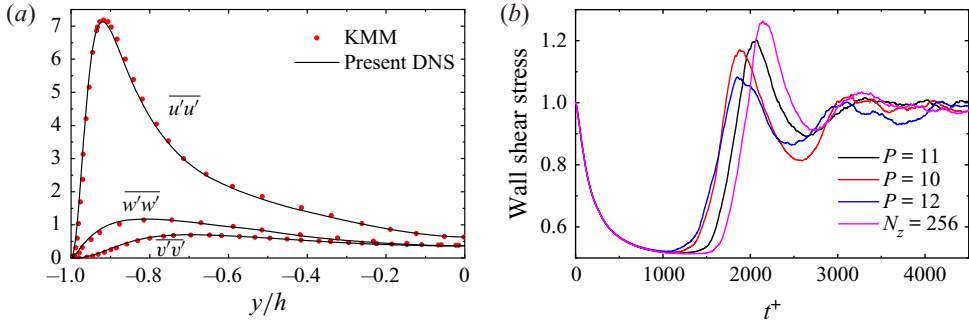 (a)
7
6
5
4
3
2
1
0
−1.0
−0.8
−0.6
−0.4
−0.2
0
y/h
KMM
Present DNS
u′u′
w′w′
v′v′
(b)
Wall shear stress
1.2
1.0
0.8
0.6
0
1000
2000
3000
4000
t+
P = 11
P = 10
P = 12
Nz = 256